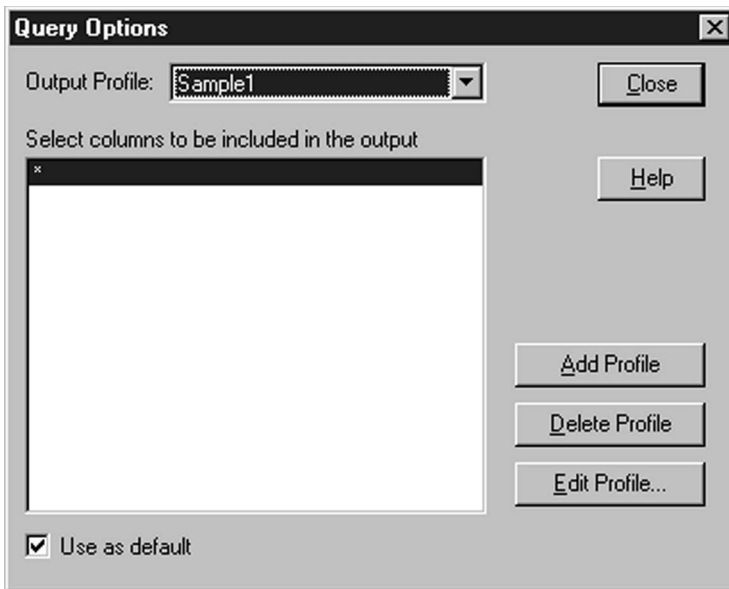 Query Options
Output Profile: Sample1
Close
Select columns to be included in the output
*
Help
Add Profile
Delete Profile
Edit Profile...
Use as default